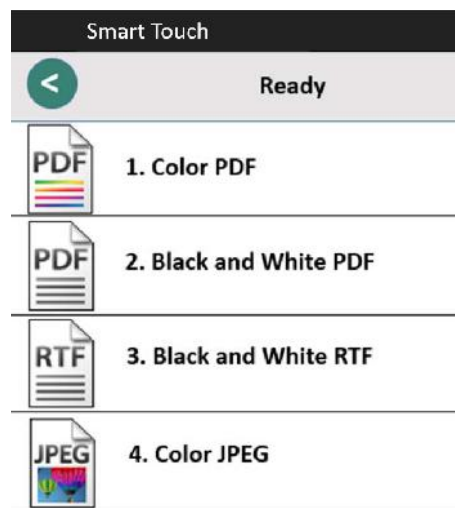 Smart Touch
<
Ready
PDF
1. Color PDF
PDF
2. Black and White PDF
RTF
3. Black and White RTF
JPEG
4. Color JPEG